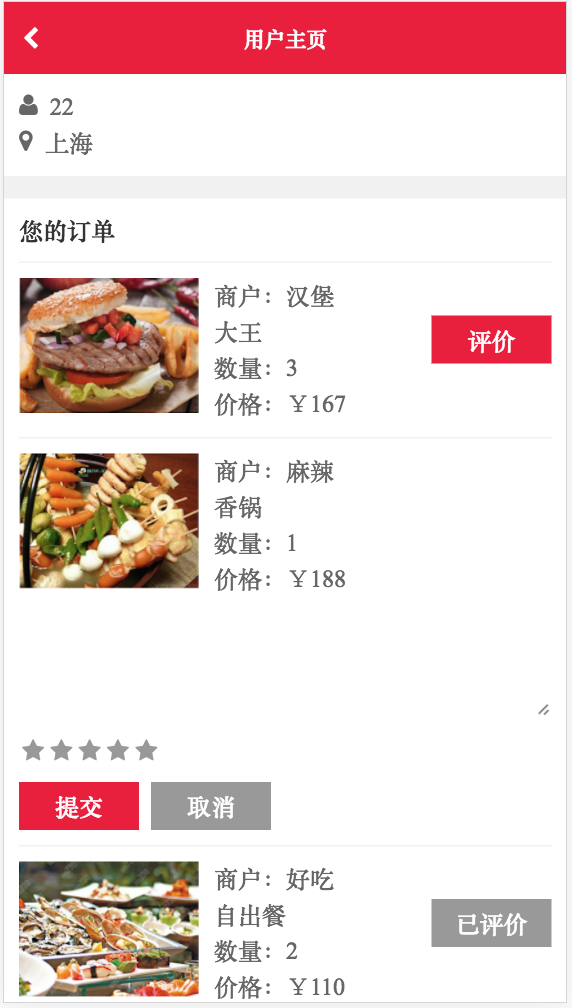 用户主页
22
上海
您的订单
商户：汉堡
大王
数量：3
价格：￥167
评价
商户：麻辣
香锅
数量：1
价格：￥188
提交
取消
商户：好吃
自出餐
数量：2
价格：￥110
已评价